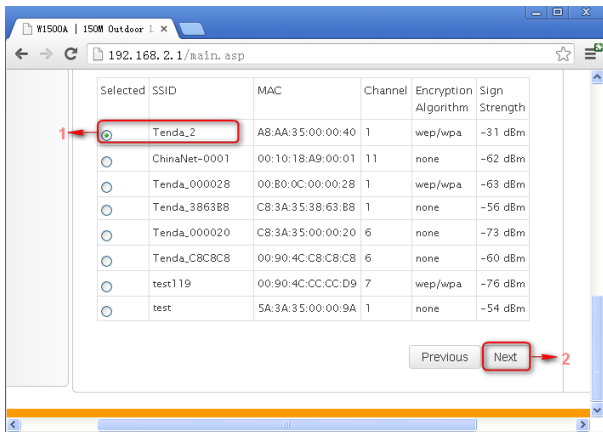 W1500A | 150M Outdoor
192.168.2.1/main.asp
Selected SSID MAC Channel Encryption Algorithm Sign Strength
1 Tenda_2 A8:AA:35:00:00:40 1 wep/wpa -31 dBm
ChinaNet-0001 00:10:18:A9:00:01 11 none -62 dBm
Tenda_000028 00:B0:0C:00:00:28 1 wep/wpa -63 dBm
Tenda_3863B8 C8:3A:35:38:63:B8 1 none -56 dBm
Tenda_000020 C8:3A:35:00:00:20 6 none -73 dBm
Tenda_C8C8C8 00:90:4C:C8:C8:C8 6 none -60 dBm
test119 00:90:4C:CC:CC:D9 7 wep/wpa -76 dBm
test 5A:3A:35:00:00:9A 1 none -54 dBm
Previous Next 2